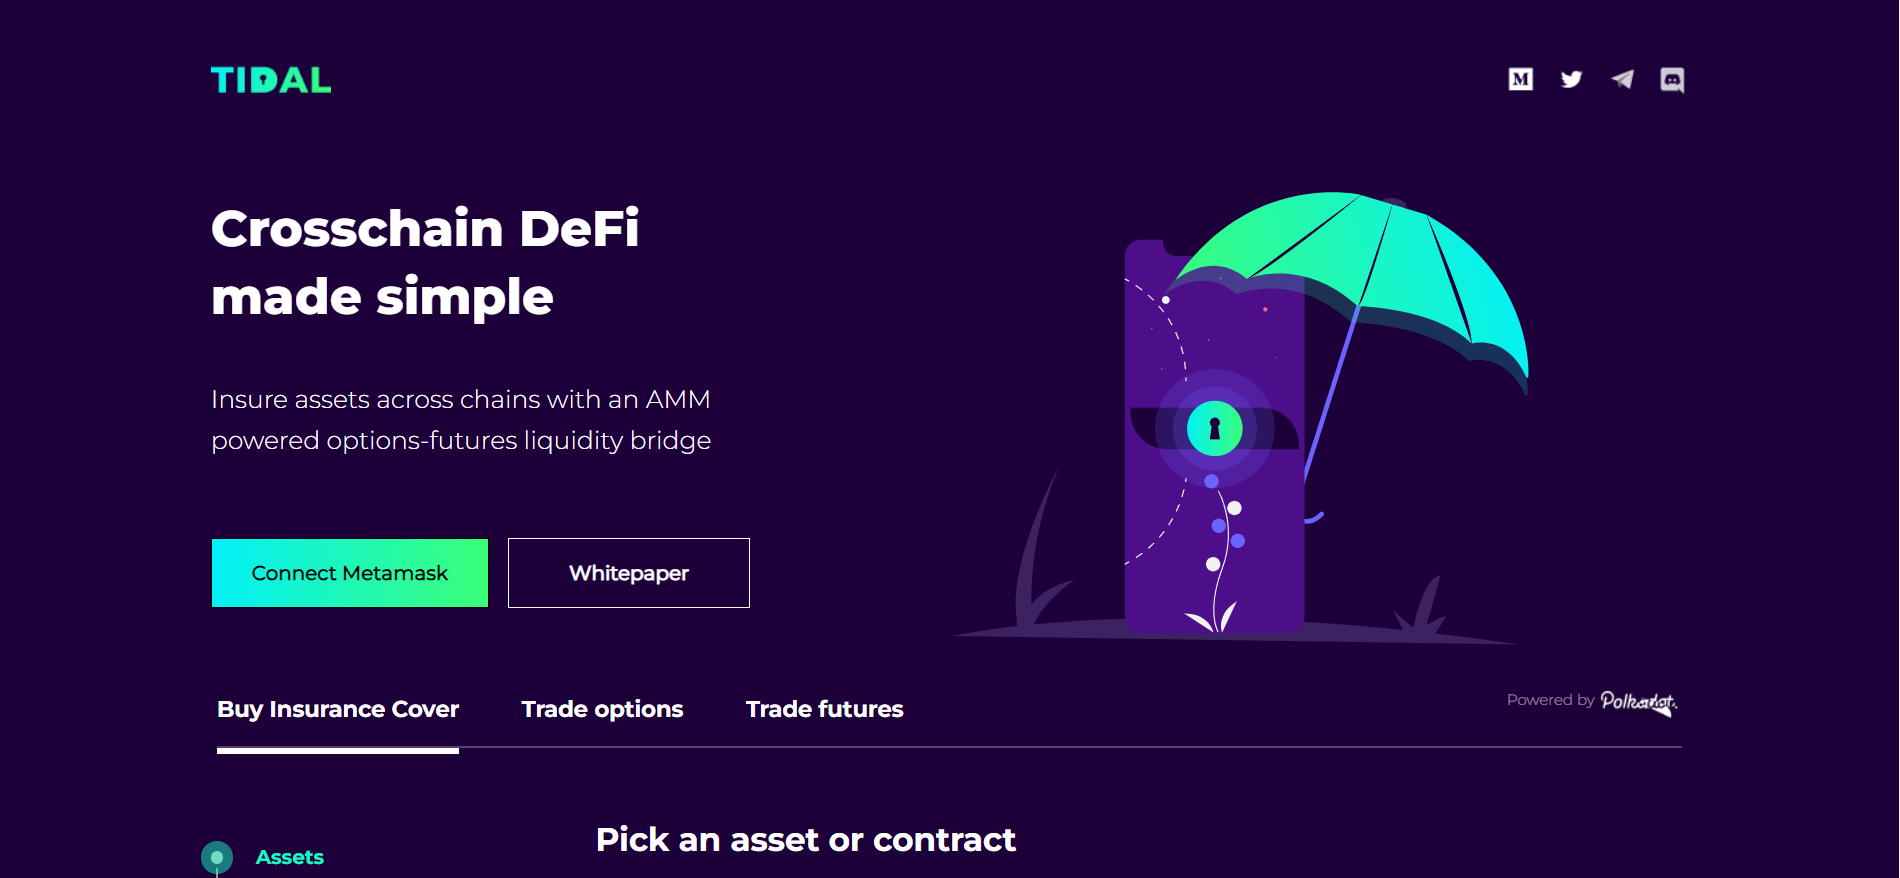 TIDAL
M
Crosschain DeFi
made simple
Insure assets across chains with an AMM
powered options-futures liquidity bridge
Connect Metamask
Whitepaper
Buy Insurance Cover
Trade options
Trade futures
Powered by Polkadot.
Assets
Pick an asset or contract